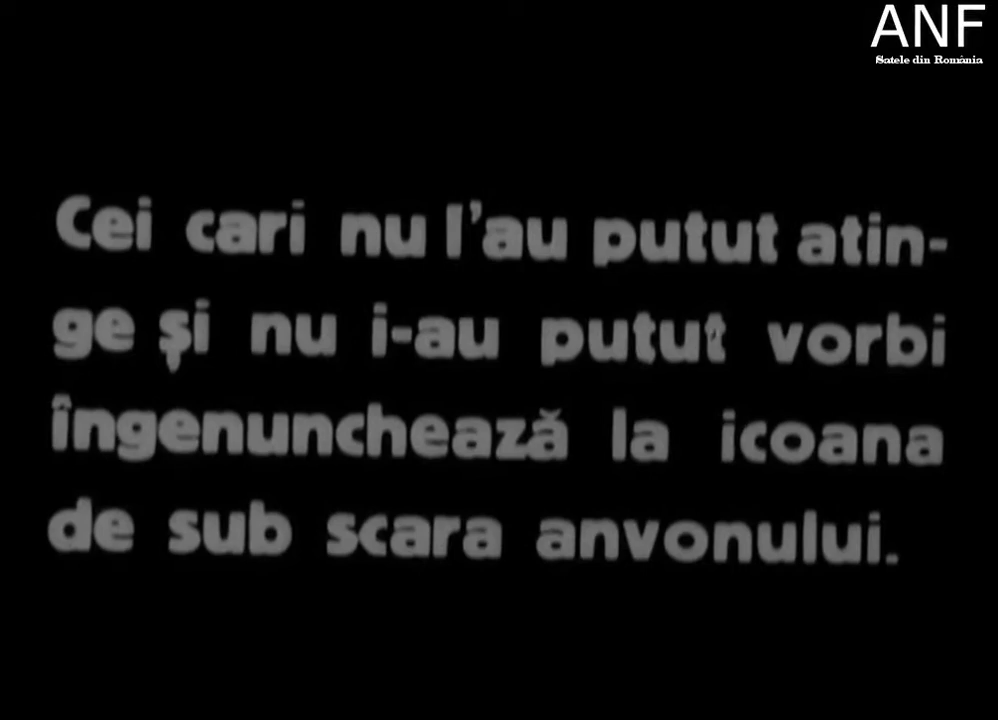 ANF
Satele din România
Cei cari nu l'au putut atin-
ge și nu i-au putut vorbi
îngenunchează la icoana
de sub scara anvonului.